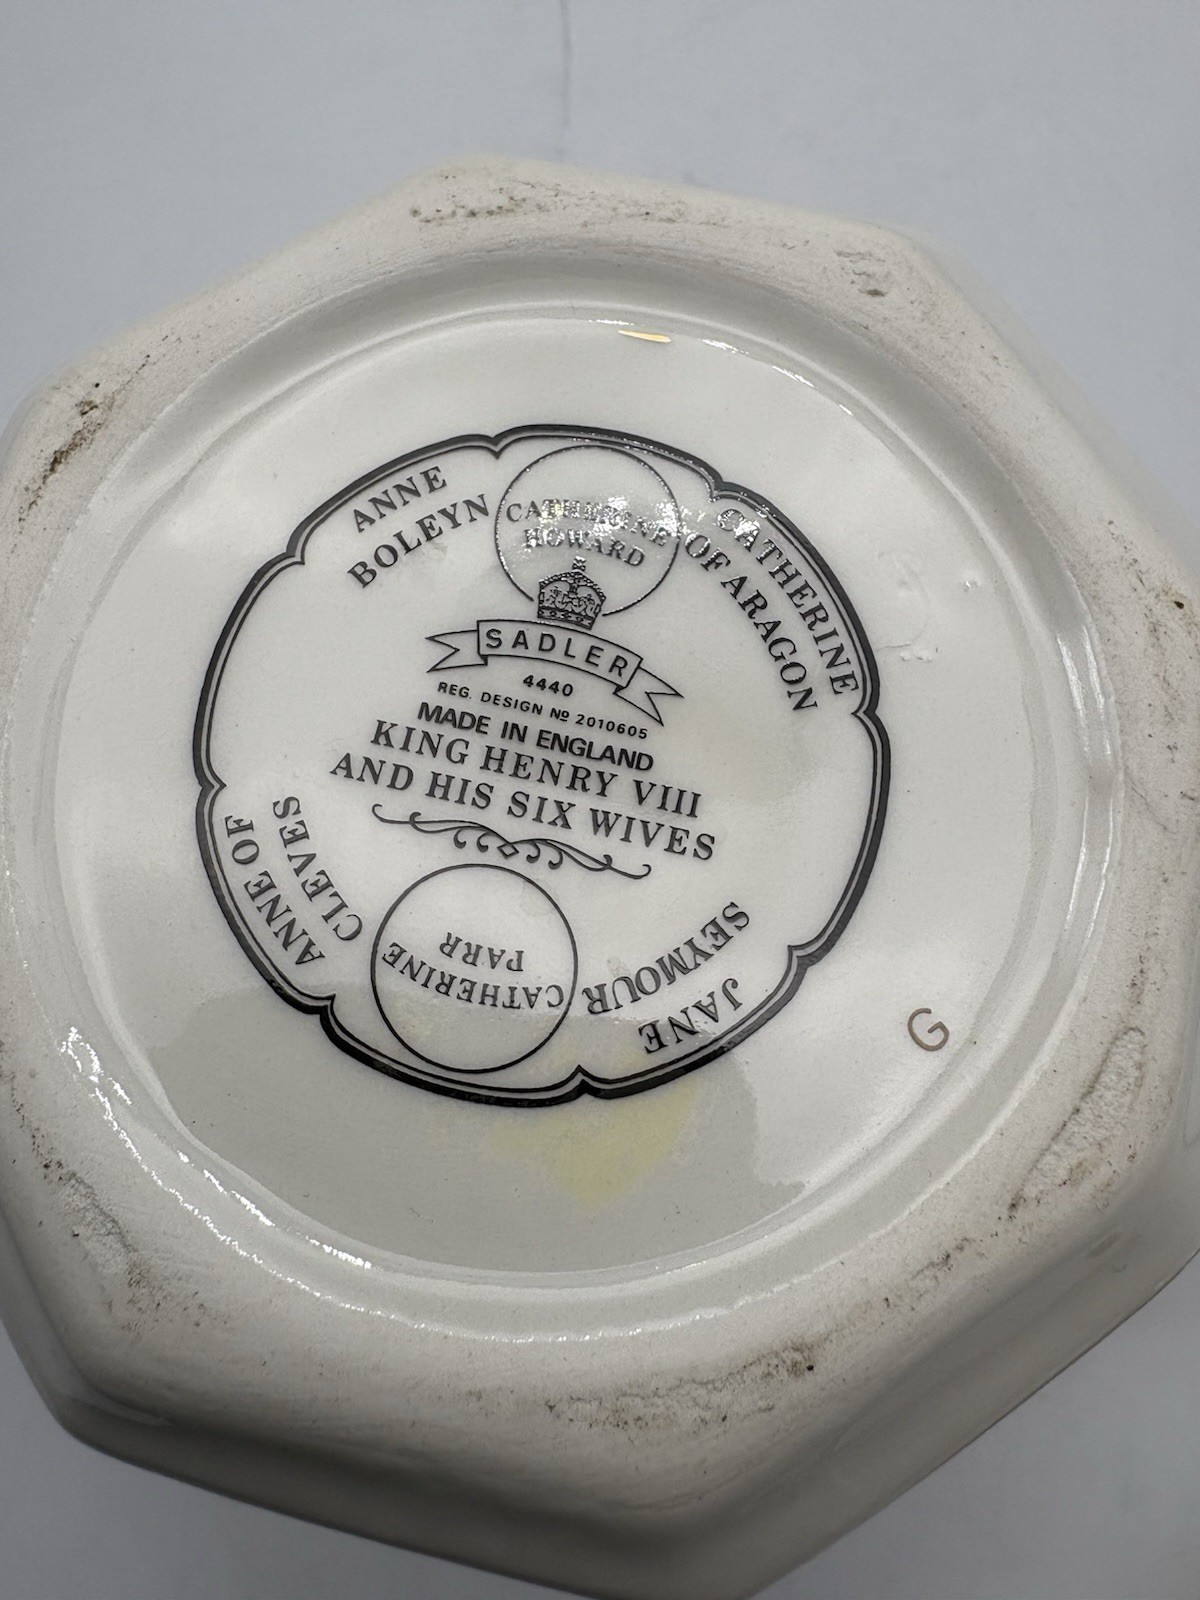 ANNE
BOLEYN
CATHERINE
HOWARD
CATHERINE
OF ARAGON
SADLER
4440
REG. DESIGN № 2010605
MADE IN ENGLAND
KING HENRY VIII
AND HIS SIX WIVES
ANNE OF
CLEVES
CATHERINE
PARR
JANE
SEYMOUR
G